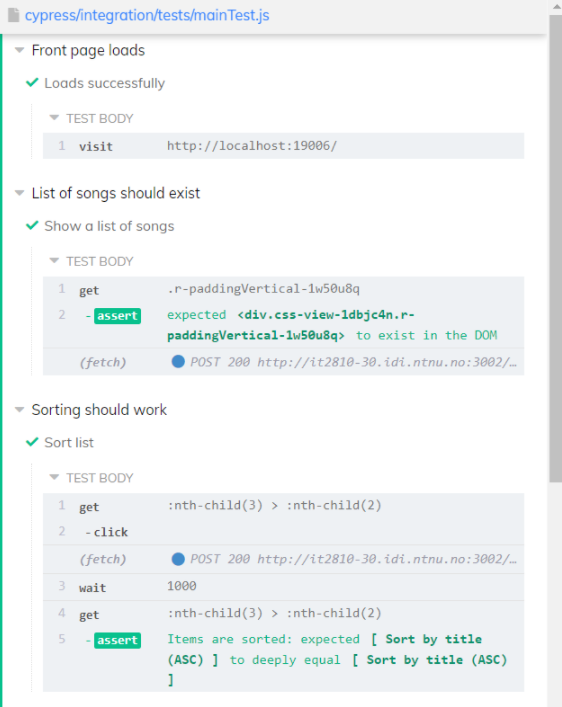 cypress/integration/tests/mainTest.js
Front page loads
Loads successfully
TEST BODY
1 visit http://localhost:19006/
List of songs should exist
Show a list of songs
TEST BODY
1 get .r-paddingVertical-1w50u8q
2 -assert expected <div.css-view-1dbjc4n.r-
paddingVertical-1w50u8q> to exist in the DOM
(fetch) POST 200 http://it2810-30.idi.ntnu.no:3002/…
Sorting should work
Sort list
TEST BODY
1 get :nth-child(3) > :nth-child(2)
2 -click
(fetch) POST 200 http://it2810-30.idi.ntnu.no:3002/…
3 wait 1000
4 get :nth-child(3) > :nth-child(2)
5 -assert Items are sorted: expected [ Sort by title
(ASC) ] to deeply equal [ Sort by title (ASC)
]